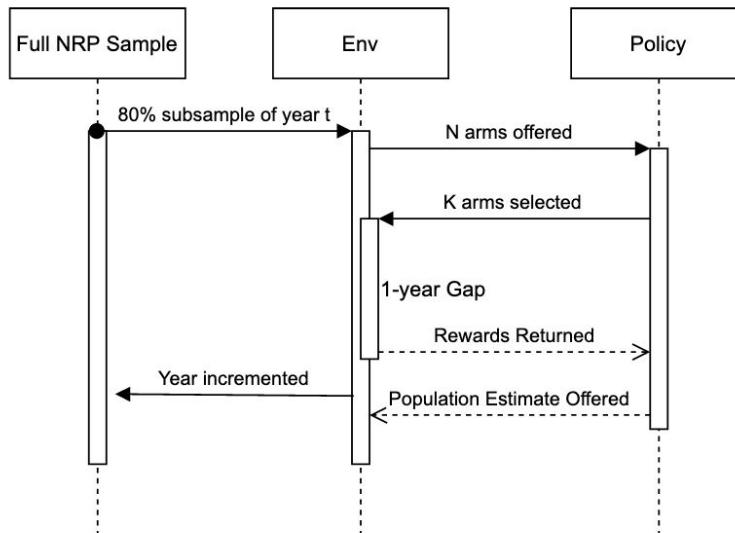 Full NRP Sample
Env
Policy
80% subsample of year t
N arms offered
K arms selected
1-year Gap
Rewards Returned
Year incremented
Population Estimate Offered